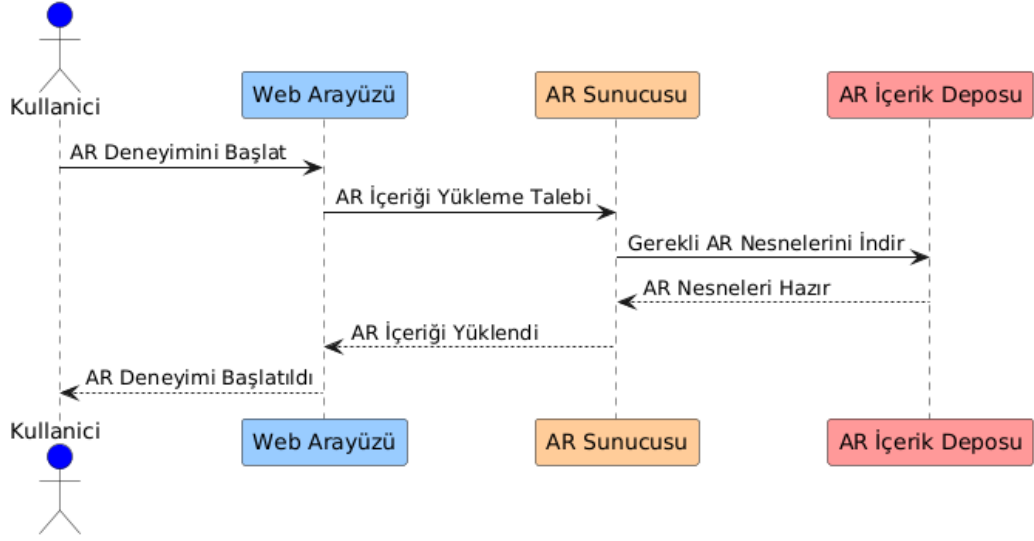 Kullanici
Web Arayüzü
AR Sunucusu
AR İçerik Deposu
AR Deneyimini Başlat
AR İçeriği Yükleme Talebi
Gerekli AR Nesnelerini İndir
AR Nesneleri Hazır
AR İçeriği Yüklendi
AR Deneyimi Başlatıldı
Kullanici
Web Arayüzü
AR Sunucusu
AR İçerik Deposu